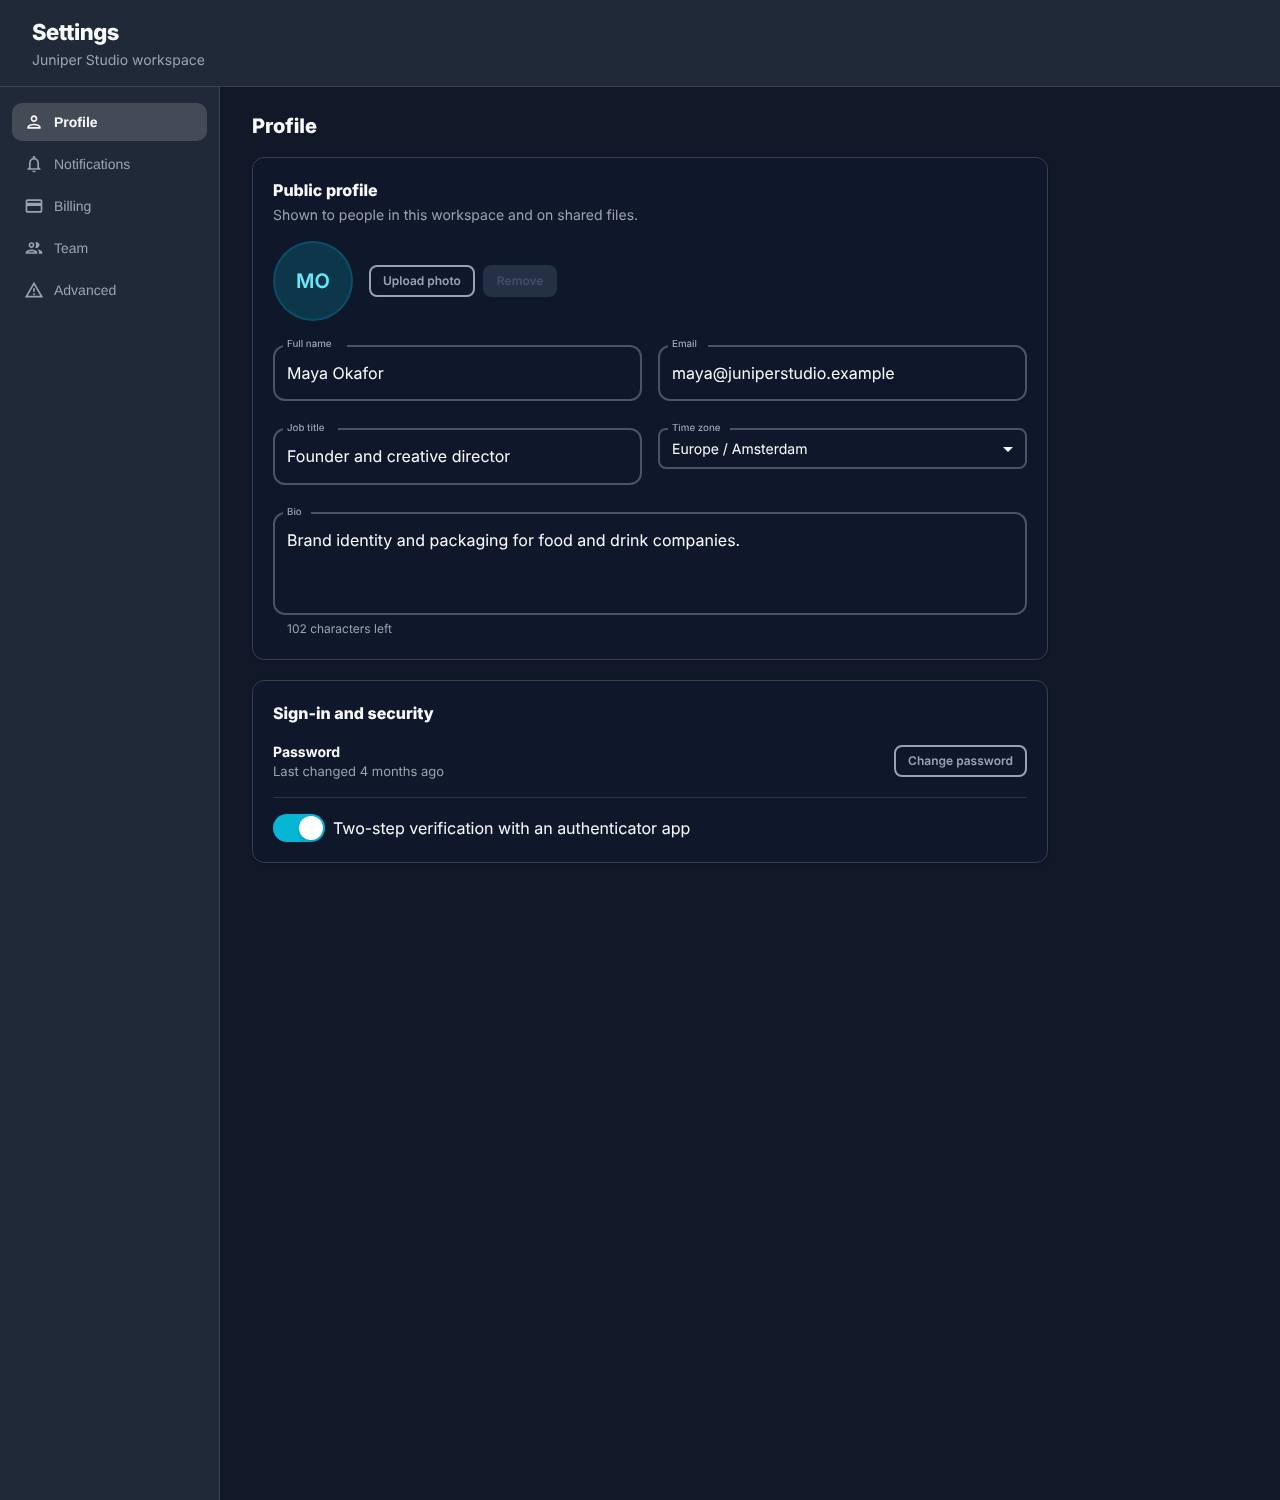 Settings
Juniper Studio workspace
Profile
Notifications
Billing
Team
Advanced
Profile
Public profile
Shown to people in this workspace and on shared files.
MO
Upload photo
Remove
Full name
Maya Okafor
Email
maya@juniperstudio.example
Job title
Founder and creative director
Time zone
Europe / Amsterdam
Bio
Brand identity and packaging for food and drink companies.
102 characters left
Sign-in and security
Password
Last changed 4 months ago
Change password
Two-step verification with an authenticator app